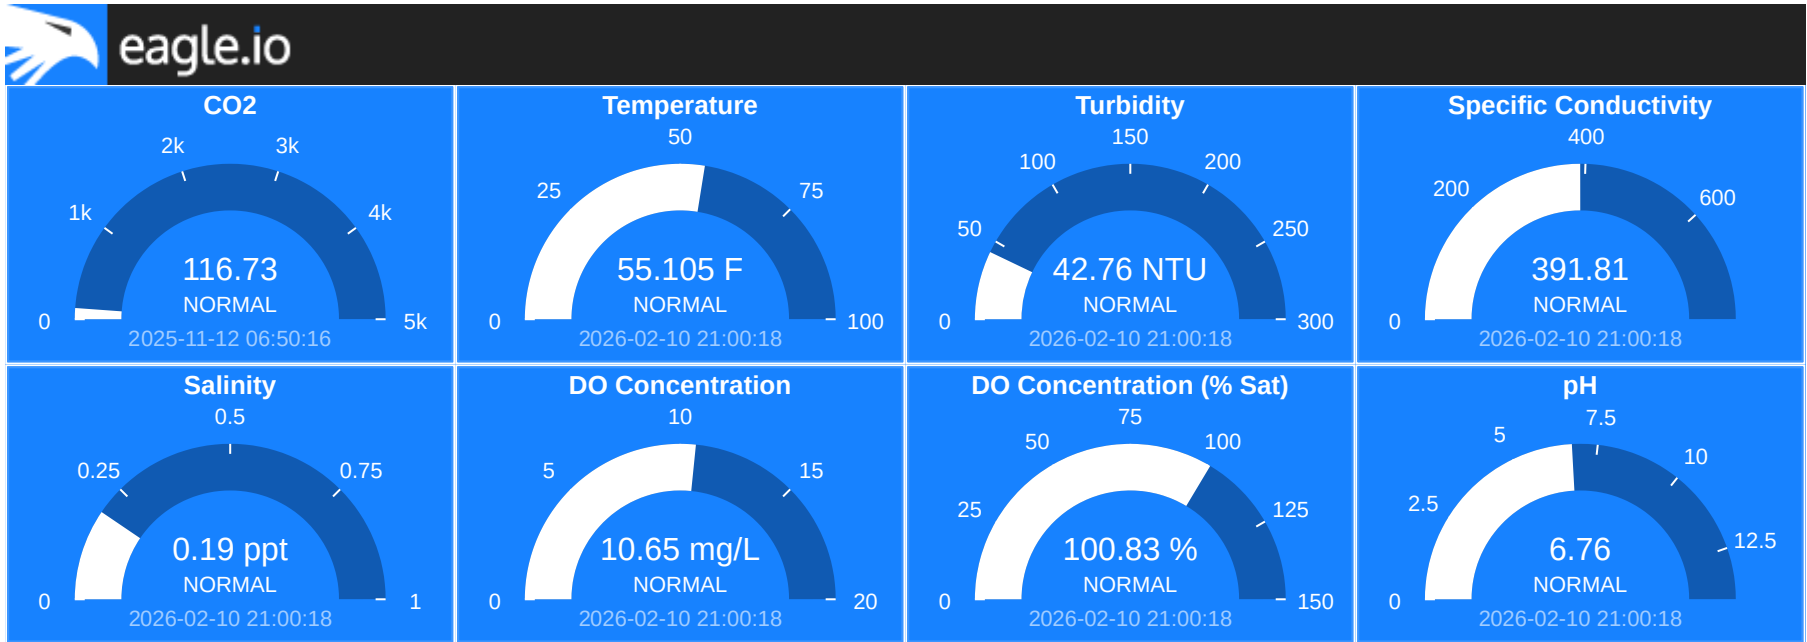 eagle.io
CO2
0
1k
2k
3k
4k
5k
116.73
NORMAL
2025-11-12 06:50:16
Temperature
0
25
50
75
100
55.105 F
NORMAL
2026-02-10 21:00:18
Turbidity
0
50
100
150
200
250
300
42.76 NTU
NORMAL
2026-02-10 21:00:18
Specific Conductivity
0
200
400
600
391.81
NORMAL
2026-02-10 21:00:18
Salinity
0
0.25
0.5
0.75
1
0.19 ppt
NORMAL
2026-02-10 21:00:18
DO Concentration
0
5
10
15
20
10.65 mg/L
NORMAL
2026-02-10 21:00:18
DO Concentration (% Sat)
0
25
50
75
100
125
150
100.83 %
NORMAL
2026-02-10 21:00:18
pH
0
2.5
5
7.5
10
12.5
6.76
NORMAL
2026-02-10 21:00:18